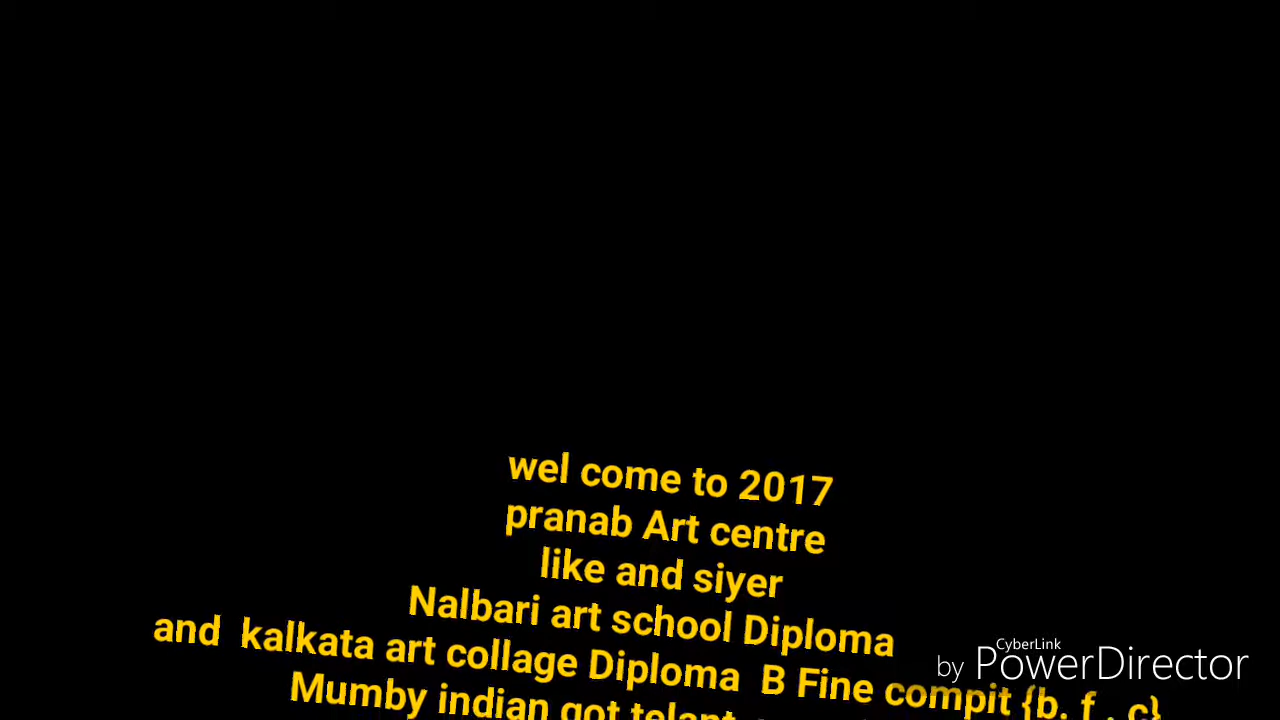 wel come to 2017
pranab Art centre
like and siyer
Nalbari art school Diploma
and kalkata art collage Diploma B Fine compit {b. f . c}
Mumby indian got telant
CyberLink
by PowerDirector